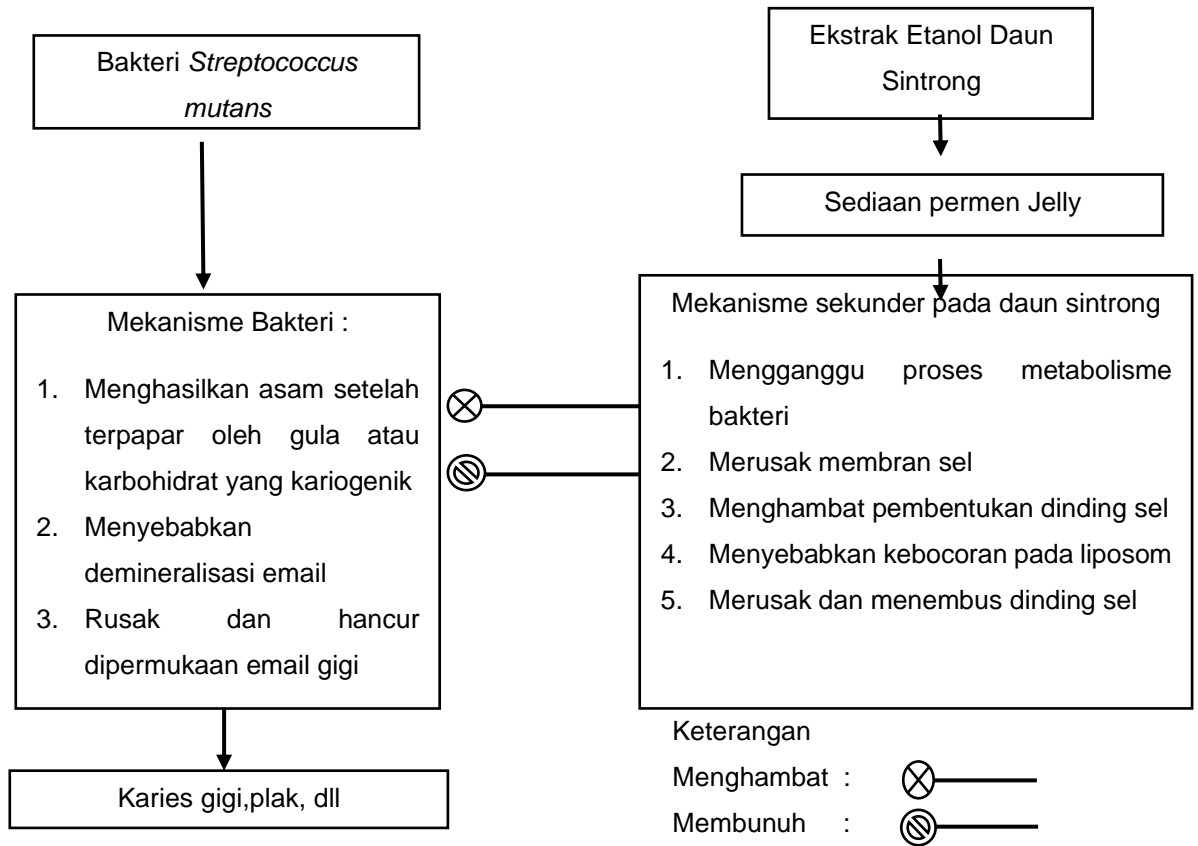 Bakteri Streptococcus
mutans
Ekstrak Etanol Daun
Sintrong
Sediaan permen Jelly
Mekanisme Bakteri :
1. Menghasilkan asam setelah
terpapar oleh gula atau
karbohidrat yang kariogenik
2. Menyebabkan
demineralisasi email
3. Rusak dan hancur
dipermukaan email gigi
Mekanisme sekunder pada daun sintrong
1. Mengganggu proses metabolisme
bakteri
2. Merusak membran sel
3. Menghambat pembentukan dinding sel
4. Menyebabkan kebocoran pada liposom
5. Merusak dan menembus dinding sel
Karies gigi,plak, dll
Keterangan
Menghambat :
Membunuh :